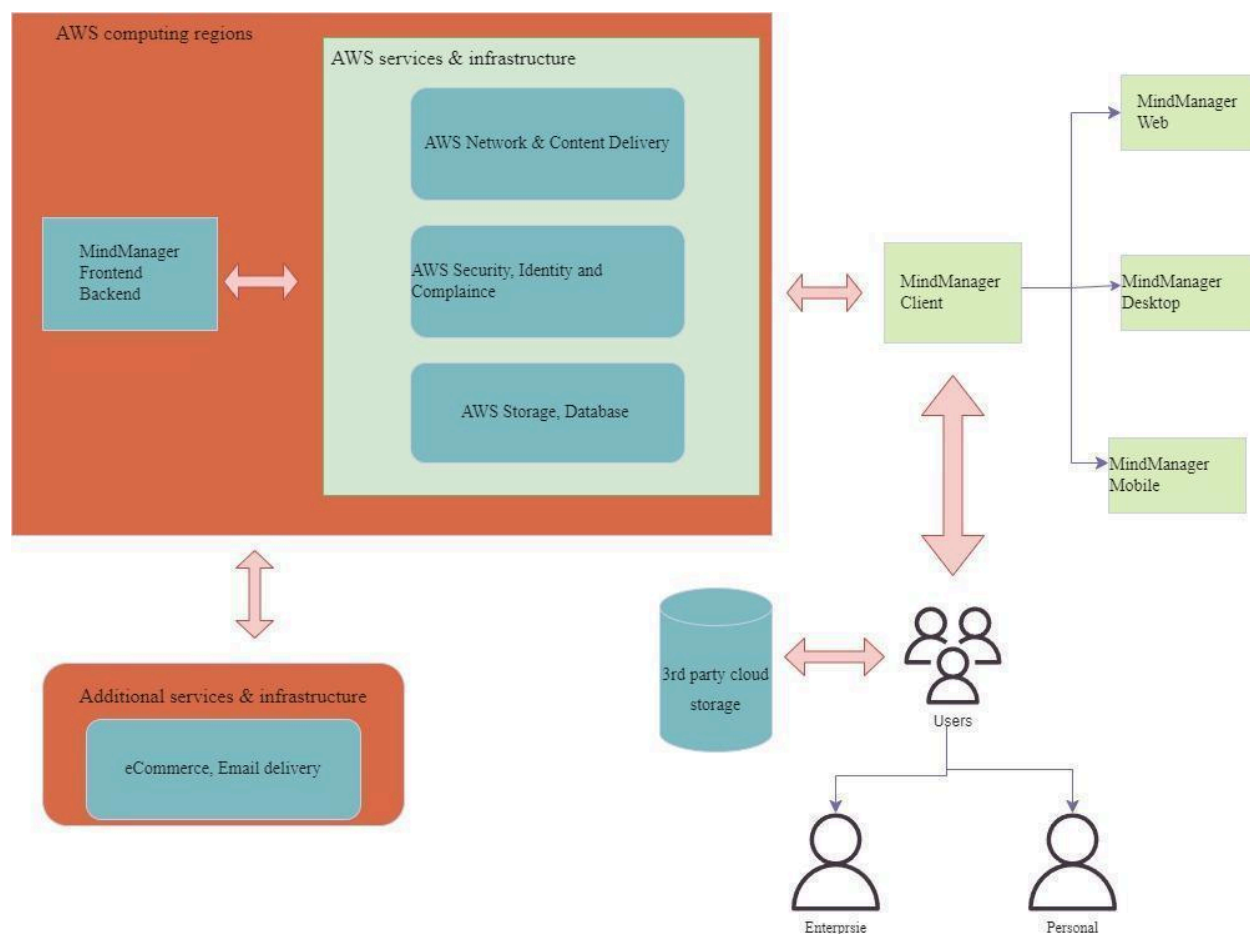 AWS computing regions
AWS services & infrastructure
AWS Network & Content Delivery
MindManager
Frontend
Backend
AWS Security, Identity and
Complaince
AWS Storage, Database
MindManager
Client
MindManager
Web
MindManager
Desktop
MindManager
Mobile
Additional services & infrastructure
eCommerce, Email delivery
3rd party cloud
storage
Users
Enterprsie
Personal